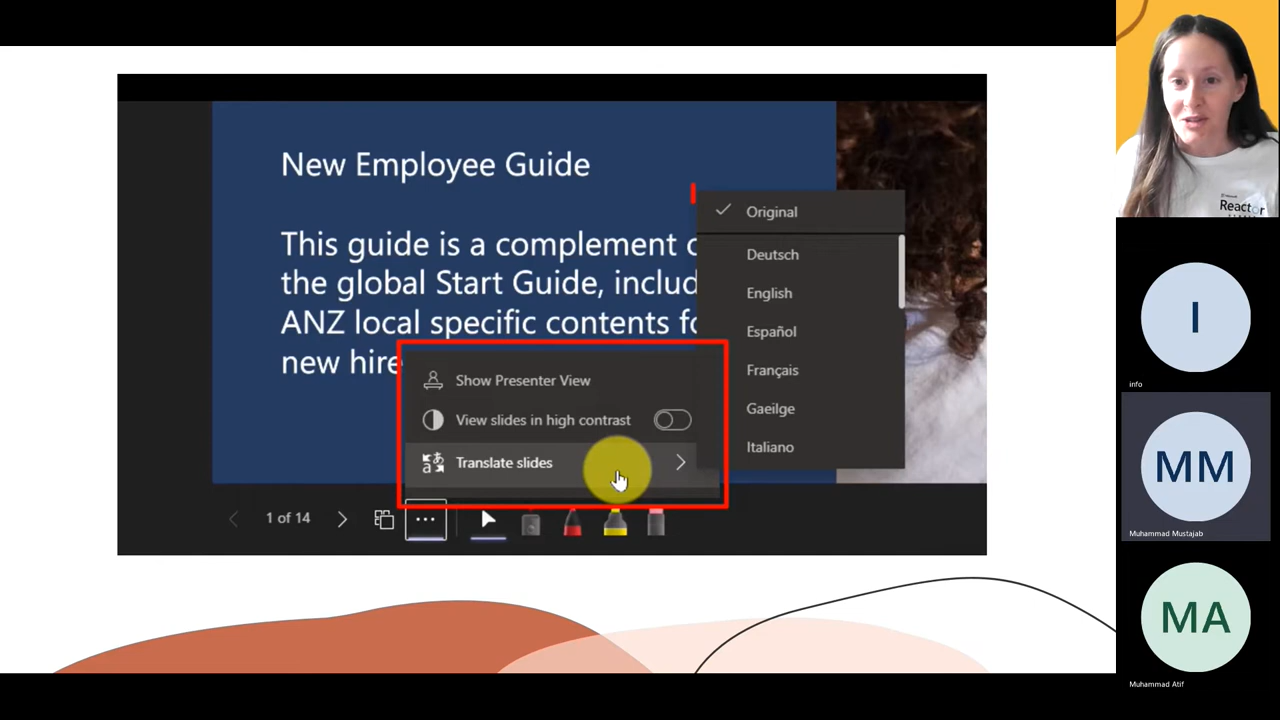 New Employee Guide
This guide is a complement
the global Start Guide, includ
ANZ local specific contents fo
new hire
Original
Deutsch
English
Español
Français
Gaeilge
Italiano
Show Presenter View
View slides in high contrast
Translate slides
1 of 14
Reactor
I
info
MM
Muhammad Mustajab
MA
Muhammad Atif